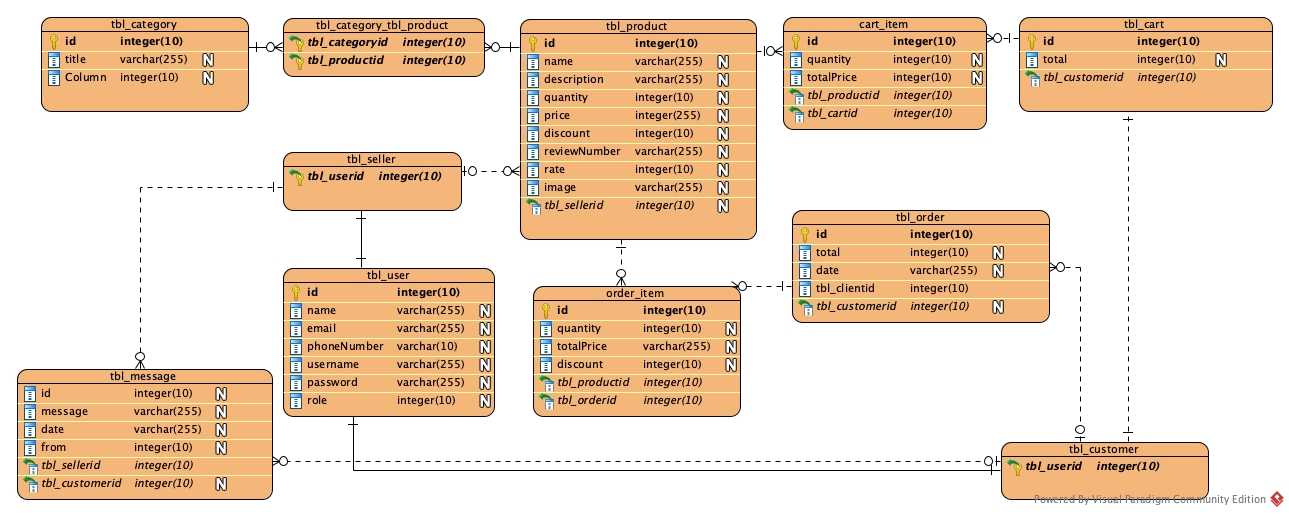 tbl_category
id integer(10)
title varchar(255) N
Column integer(10) N
tbl_category_tbl_product
tbl_categoryid integer(10)
tbl_productid integer(10)
tbl_product
id integer(10)
name varchar(255) N
description varchar(255) N
quantity integer(10) N
price integer(255) N
discount integer(10) N
reviewNumber varchar(255) N
rate integer(10) N
image varchar(255) N
tbl_sellerid integer(10) N
cart_item
id integer(10)
quantity integer(10) N
totalPrice integer(10) N
tbl_productid integer(10)
tbl_cartid integer(10)
tbl_cart
id integer(10)
total integer(10) N
tbl_customerid integer(10)
tbl_seller
tbl_userid integer(10)
tbl_order
id integer(10)
total integer(10) N
date varchar(255) N
tbl_clientid integer(10)
tbl_customerid integer(10) N
tbl_user
id integer(10)
name varchar(255) N
email varchar(255) N
phoneNumber varchar(10) N
username varchar(255) N
password varchar(255) N
role integer(10) N
order_item
id integer(10)
quantity integer(10) N
totalPrice varchar(255) N
discount integer(10) N
tbl_productid integer(10)
tbl_orderid integer(10)
tbl_message
id integer(10) N
message varchar(255) N
date varchar(255) N
from integer(10) N
tbl_sellerid integer(10)
tbl_customerid integer(10) N
tbl_customer
tbl_userid integer(10)
Powered By Visual Paradigm Community Edition